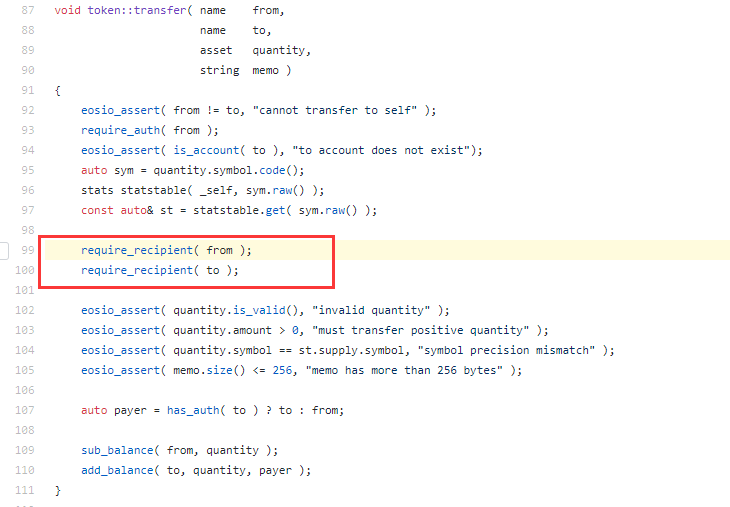 87 void token::transfer( name    from,
88                       name    to,
89                       asset   quantity,
90                       string  memo )
91 {
92     eosio_assert( from != to, "cannot transfer to self" );
93     require_auth( from );
94     eosio_assert( is_account( to ), "to account does not exist");
95     auto sym = quantity.symbol.code();
96     stats statstable( _self, sym.raw() );
97     const auto& st = statstable.get( sym.raw() );
98
99     require_recipient( from );
100     require_recipient( to );
101
102     eosio_assert( quantity.is_valid(), "invalid quantity" );
103     eosio_assert( quantity.amount > 0, "must transfer positive quantity" );
104     eosio_assert( quantity.symbol == st.supply.symbol, "symbol precision mismatch" );
105     eosio_assert( memo.size() <= 256, "memo has more than 256 bytes" );
106
107     auto payer = has_auth( to ) ? to : from;
108
109     sub_balance( from, quantity );
110     add_balance( to, quantity, payer );
111 }